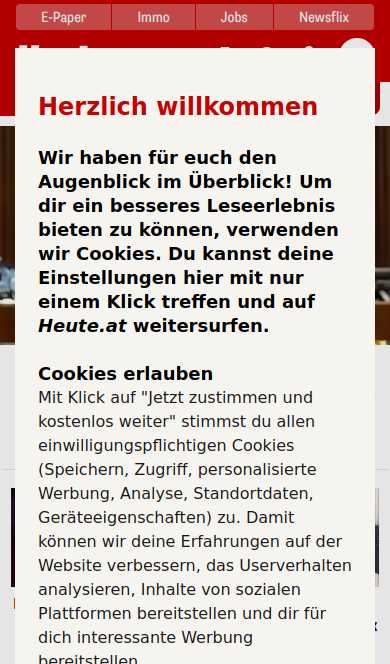 E-Paper
Immo
Jobs
Newsflix
Herzlich willkommen
Wir haben für euch den
Augenblick im Überblick! Um
dir ein besseres Leseerlebnis
bieten zu können, verwenden
wir Cookies. Du kannst deine
Einstellungen hier mit nur
einem Klick treffen und auf
Heute.at weitersurfen.
Cookies erlauben
Mit Klick auf "Jetzt zustimmen und
kostenlos weiter" stimmst du allen
einwilligungspflichtigen Cookies
(Speichern, Zugriff, personalisierte
Werbung, Analyse, Standortdaten,
Geräteeigenschaften) zu. Damit
können wir deine Erfahrungen auf der
Website verbessern, das Userverhalten
analysieren, Inhalte von sozialen
Plattformen bereitstellen und dir für
dich interessante Werbung
bereitstellen